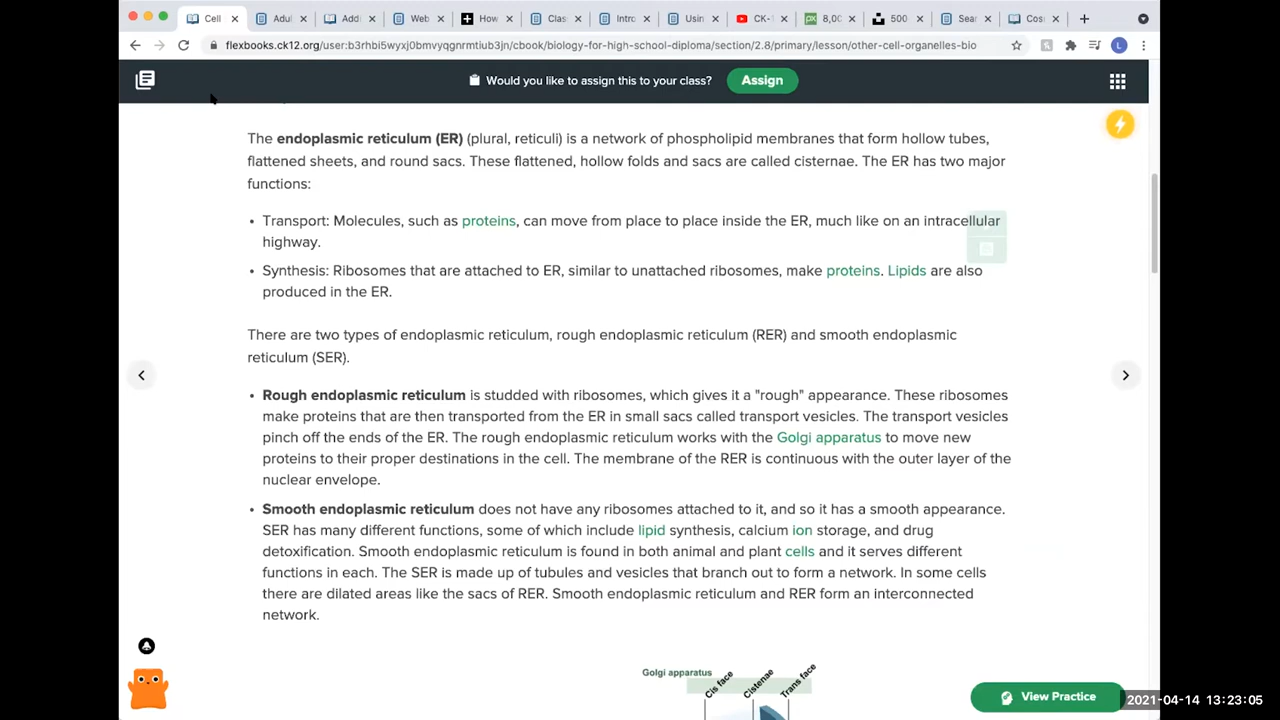 Cell
Adul
Addi
Web
How
Clas
Intro
Usin
CK-
8,00
500
Sear
Cos
flexbooks.ck12.org/user:b3rhbi5wyxj0bmvyqgnrmtiub3jn/cbook/biology-for-high-school-diploma/section/2.8/primary/lesson/other-cell-organelles-bio
L
Would you like to assign this to your class?
Assign
The endoplasmic reticulum (ER) (plural, reticuli) is a network of phospholipid membranes that form hollow tubes,
flattened sheets, and round sacs. These flattened, hollow folds and sacs are called cisternae. The ER has two major
functions:
• Transport: Molecules, such as proteins, can move from place to place inside the ER, much like on an intracellular
highway.
• Synthesis: Ribosomes that are attached to ER, similar to unattached ribosomes, make proteins. Lipids are also
produced in the ER.
There are two types of endoplasmic reticulum, rough endoplasmic reticulum (RER) and smooth endoplasmic
reticulum (SER).
• Rough endoplasmic reticulum is studded with ribosomes, which gives it a "rough" appearance. These ribosomes
make proteins that are then transported from the ER in small sacs called transport vesicles. The transport vesicles
pinch off the ends of the ER. The rough endoplasmic reticulum works with the Golgi apparatus to move new
proteins to their proper destinations in the cell. The membrane of the RER is continuous with the outer layer of the
nuclear envelope.
• Smooth endoplasmic reticulum does not have any ribosomes attached to it, and so it has a smooth appearance.
SER has many different functions, some of which include lipid synthesis, calcium ion storage, and drug
detoxification. Smooth endoplasmic reticulum is found in both animal and plant cells and it serves different
functions in each. The SER is made up of tubules and vesicles that branch out to form a network. In some cells
there are dilated areas like the sacs of RER. Smooth endoplasmic reticulum and RER form an interconnected
network.
Golgi apparatus
Cis face
Cistenae
Trans face
View Practice
2021-04-14 13:23:05